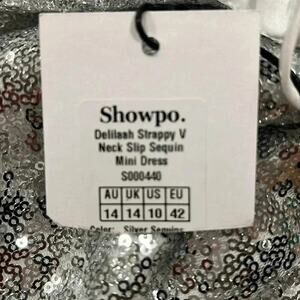 Showpo.
Delilaah Strappy V
Neck Slip Sequin
Mini Dress
S000440
AU UK US EU
14 14 10 42
Color: Silver Sequins